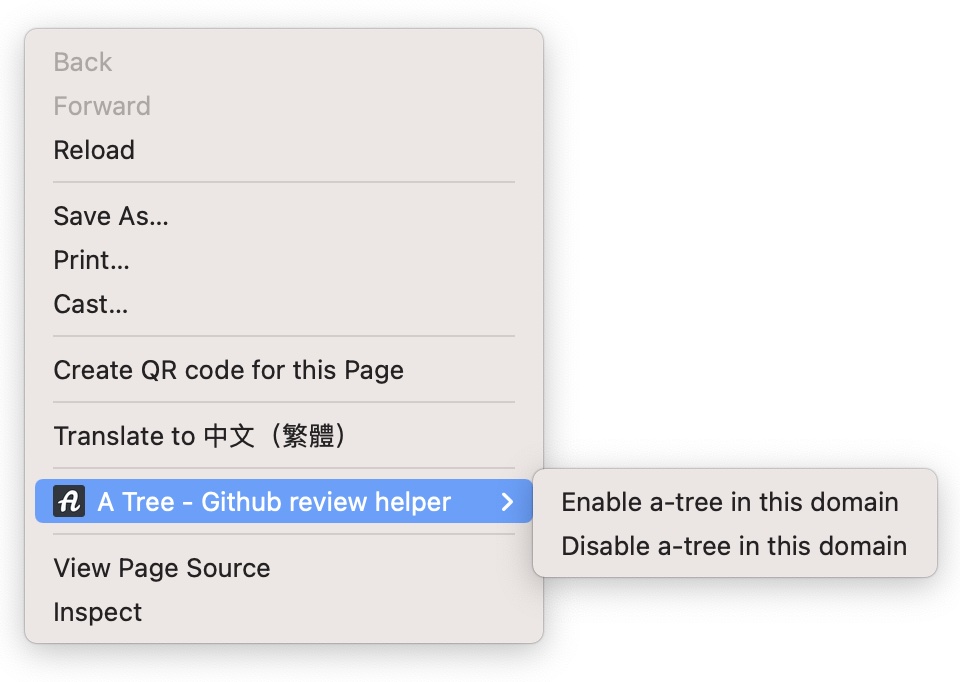 Back
Forward
Reload
Save As...
Print...
Cast...
Create QR code for this Page
Translate to 中文（繁體）
A Tree - Github review helper
Enable a-tree in this domain
Disable a-tree in this domain
View Page Source
Inspect